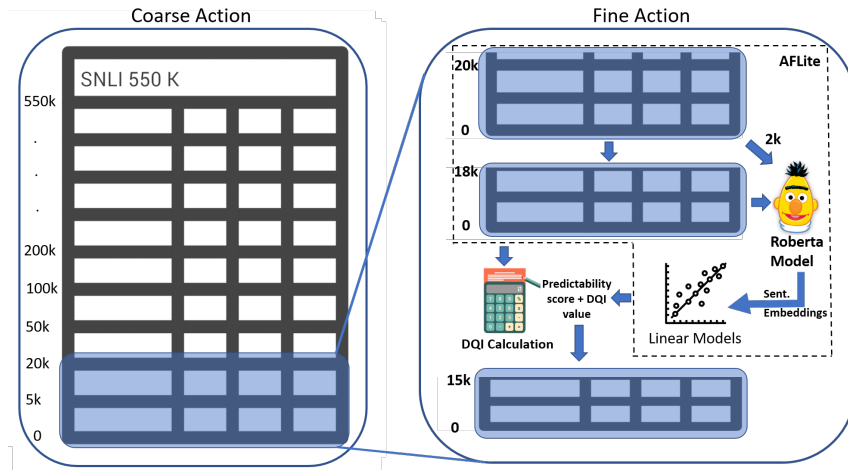 Coarse Action
SNLI 550 K
550k
.
.
.
200k
100k
50k
20k
5k
0
Fine Action
AFLite
20k
0
2k
18k
0
Roberta
Model
Sent.
Embeddings
Linear Models
Predictability
score + DQI
value
DQI Calculation
15k
0